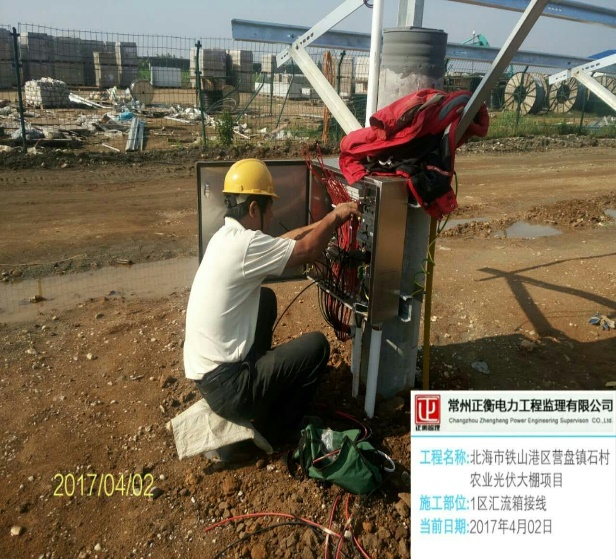 2017/04/02
正衡监理
常州正衡电力工程监理有限公司
Changzhou Zhengheng Power Engineering Supervison CO.,Ltd
工程名称:北海市铁山港区营盘镇石村
农业光伏大棚项目
施工部位:1区汇流箱接线
当前日期:2017年4月02日